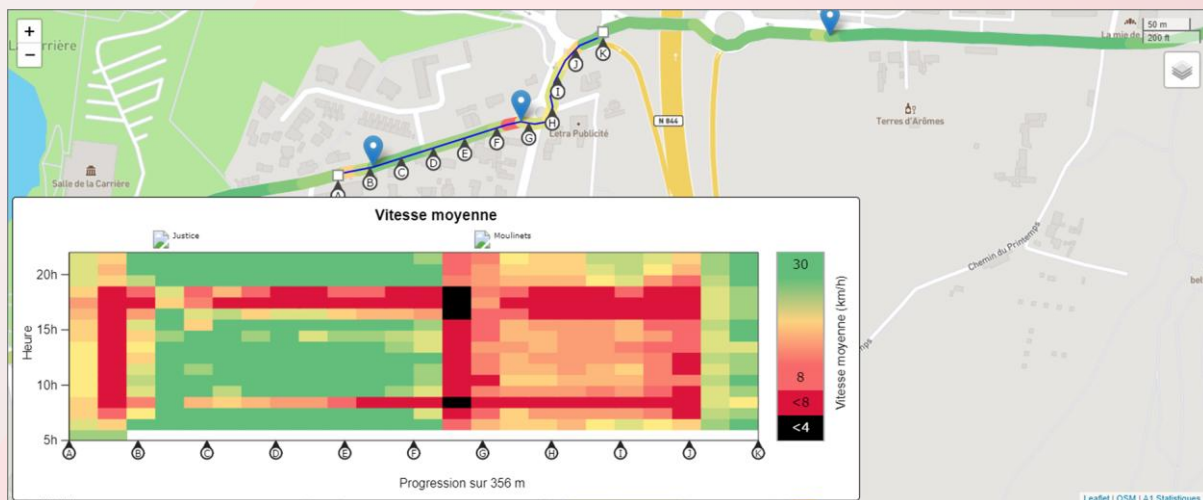 +
−
La Carrière
50 m
200 ft
La mie de
Terres d'Arômes
N 844
Letra Publicité
K
J
I
H
G
F
E
D
C
B
A
Salle de la Carrière
Chemin du Printemps
bel
Vitesse moyenne
Justice
Moulinets
20h
15h
10h
5h
Heure
30
8
<8
<4
Vitesse moyenne (km/h)
A B C D E F G H I J K
Progression sur 356 m
Leaflet | OSM | A1 Statistiques